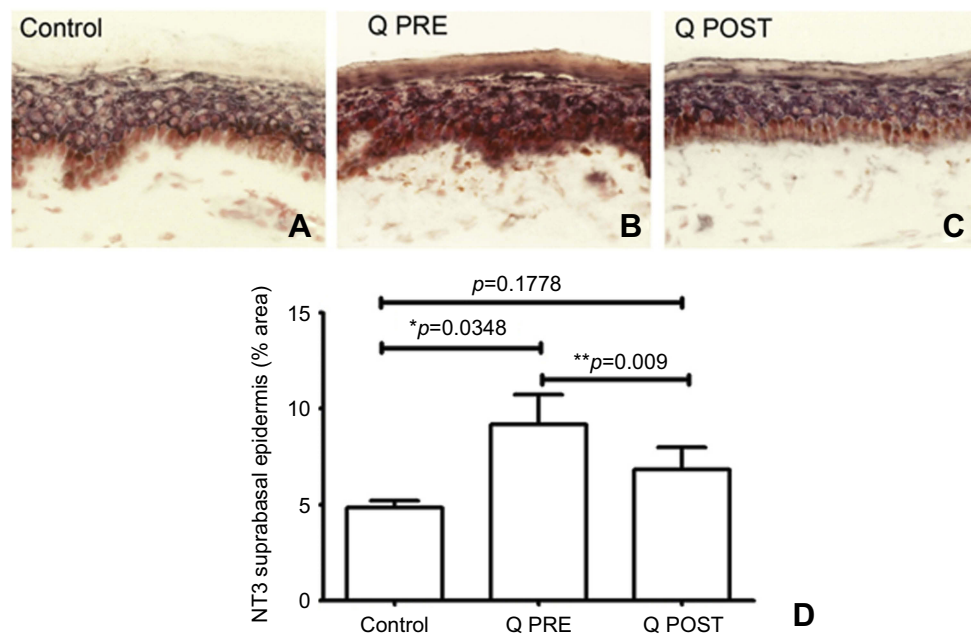 Control
Q PRE
Q POST
A
B
C
p=0.1778
*p=0.0348
**p=0.009
NT3 suprabasal epidermis (% area)
15
10
5
0
Control
Q PRE
Q POST
D